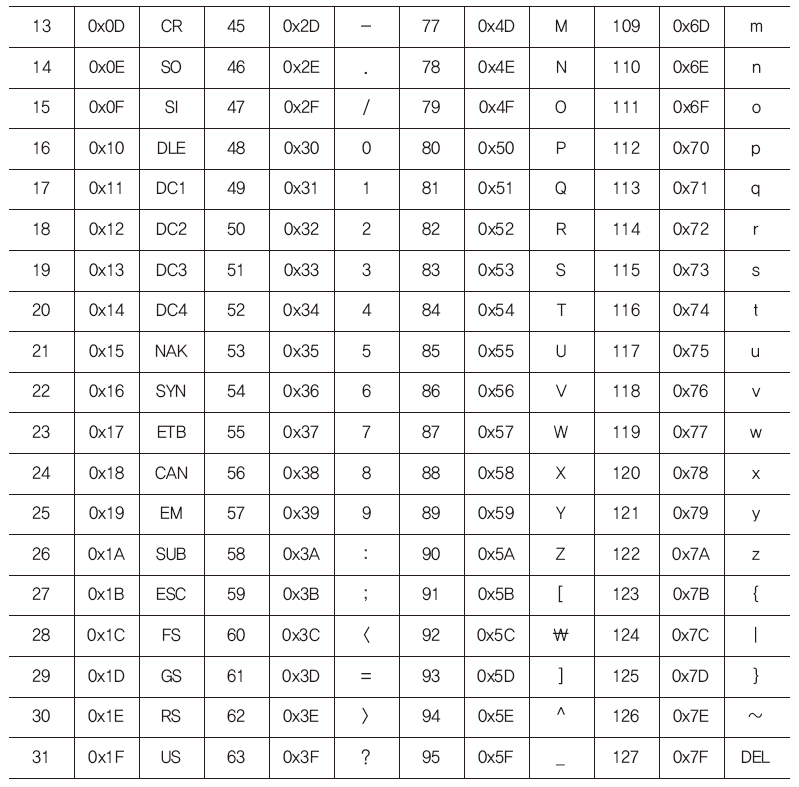 13 0x0D CR 45 0x2D - 77 0x4D M 109 0x6D m
14 0x0E SO 46 0x2E . 78 0x4E N 110 0x6E n
15 0x0F SI 47 0x2F / 79 0x4F O 111 0x6F o
16 0x10 DLE 48 0x30 0 80 0x50 P 112 0x70 p
17 0x11 DC1 49 0x31 1 81 0x51 Q 113 0x71 q
18 0x12 DC2 50 0x32 2 82 0x52 R 114 0x72 r
19 0x13 DC3 51 0x33 3 83 0x53 S 115 0x73 s
20 0x14 DC4 52 0x34 4 84 0x54 T 116 0x74 t
21 0x15 NAK 53 0x35 5 85 0x55 U 117 0x75 u
22 0x16 SYN 54 0x36 6 86 0x56 V 118 0x76 v
23 0x17 ETB 55 0x37 7 87 0x57 W 119 0x77 w
24 0x18 CAN 56 0x38 8 88 0x58 X 120 0x78 x
25 0x19 EM 57 0x39 9 89 0x59 Y 121 0x79 y
26 0x1A SUB 58 0x3A : 90 0x5A Z 122 0x7A z
27 0x1B ESC 59 0x3B ; 91 0x5B [ 123 0x7B {
28 0x1C FS 60 0x3C 〈 92 0x5C ₩ 124 0x7C |
29 0x1D GS 61 0x3D = 93 0x5D ] 125 0x7D }
30 0x1E RS 62 0x3E 〉 94 0x5E ^ 126 0x7E ~
31 0x1F US 63 0x3F ? 95 0x5F _ 127 0x7F DEL